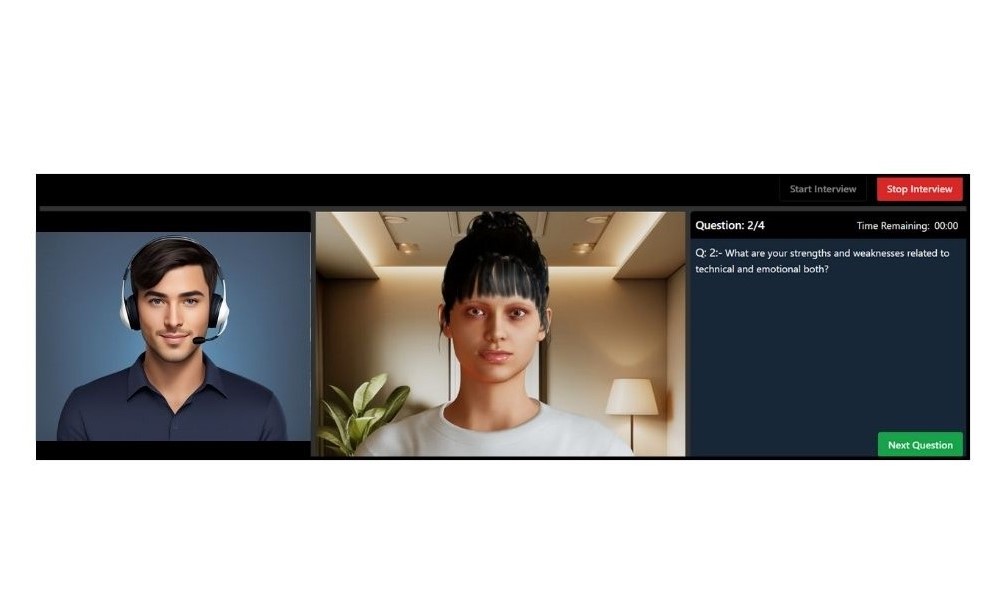 Start Interview
Stop Interview
Question: 2/4
Time Remaining: 00:00
Q: 2:- What are your strengths and weaknesses related to
technical and emotional both?
Next Question